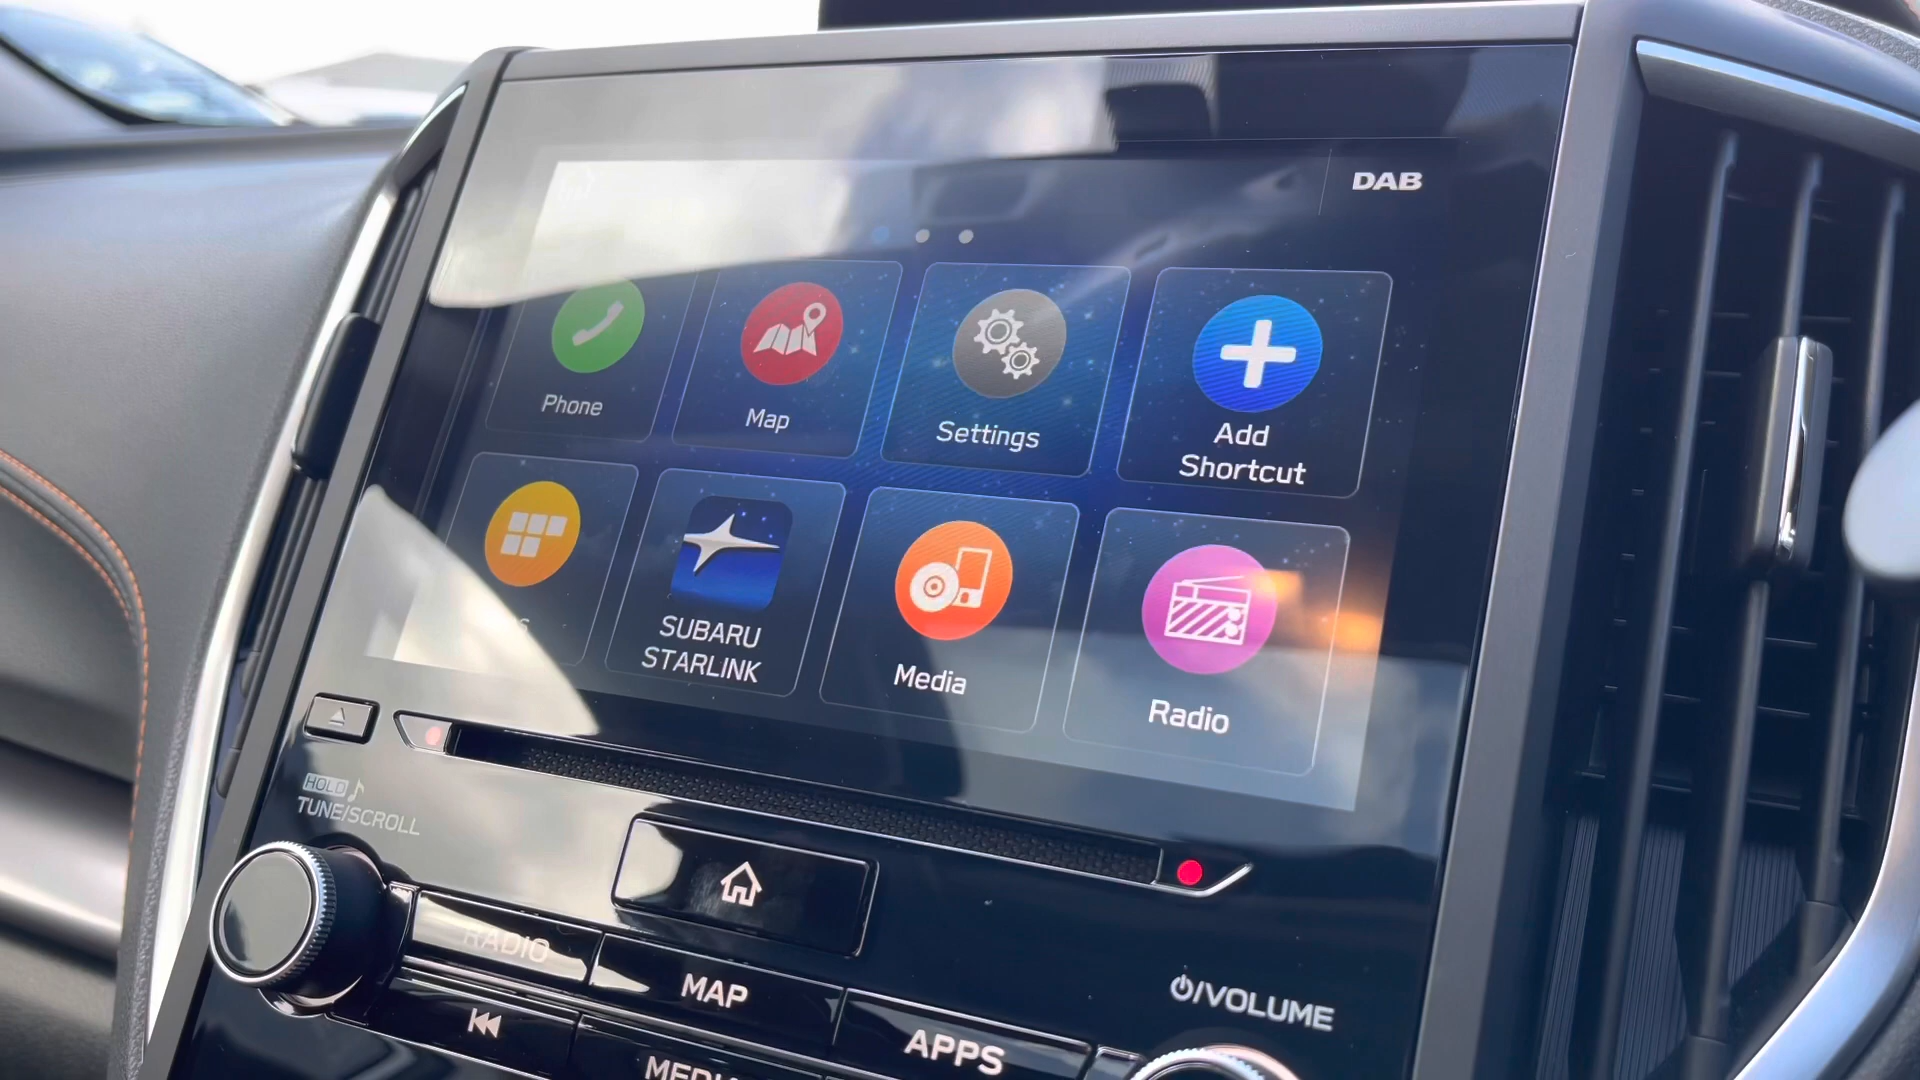 DAB
Phone
Map
Settings
Add
Shortcut
SUBARU
STARLINK
Media
Radio
HOLD
TUNE/SCROLL
RADIO
MAP
APPS
/VOLUME